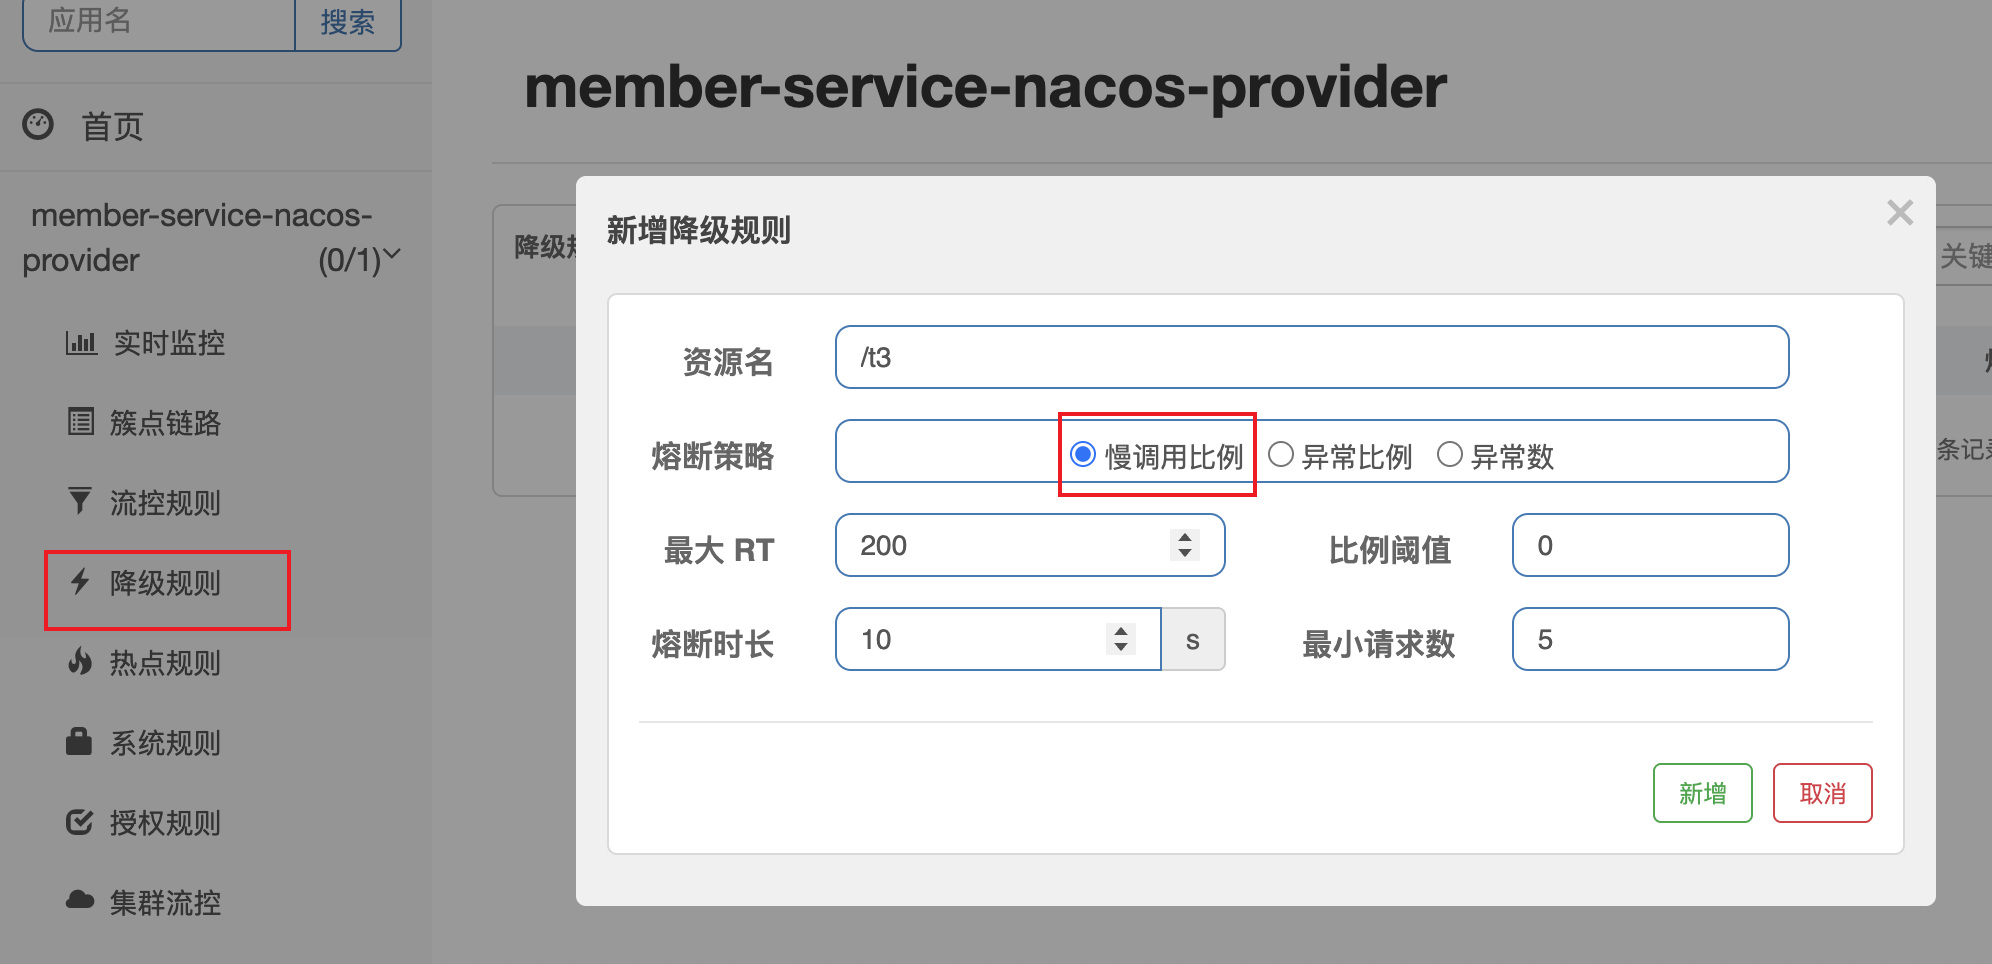 应用名
搜索
首页
member-service-nacos-
provider (0/1)
实时监控
簇点链路
流控规则
降级规则
热点规则
系统规则
授权规则
集群流控
member-service-nacos-provider
降级
关键
条记
新增降级规则
资源名 /t3
熔断策略 慢调用比例 异常比例 异常数
最大 RT 200 比例阈值 0
熔断时长 10 s 最小请求数 5
新增 取消